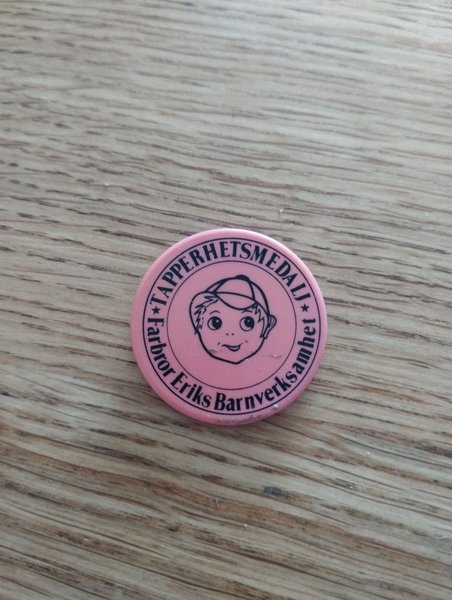 ★ TAPPERHETSMEDALJ ★
Farbror Eriks Barnverksamhet